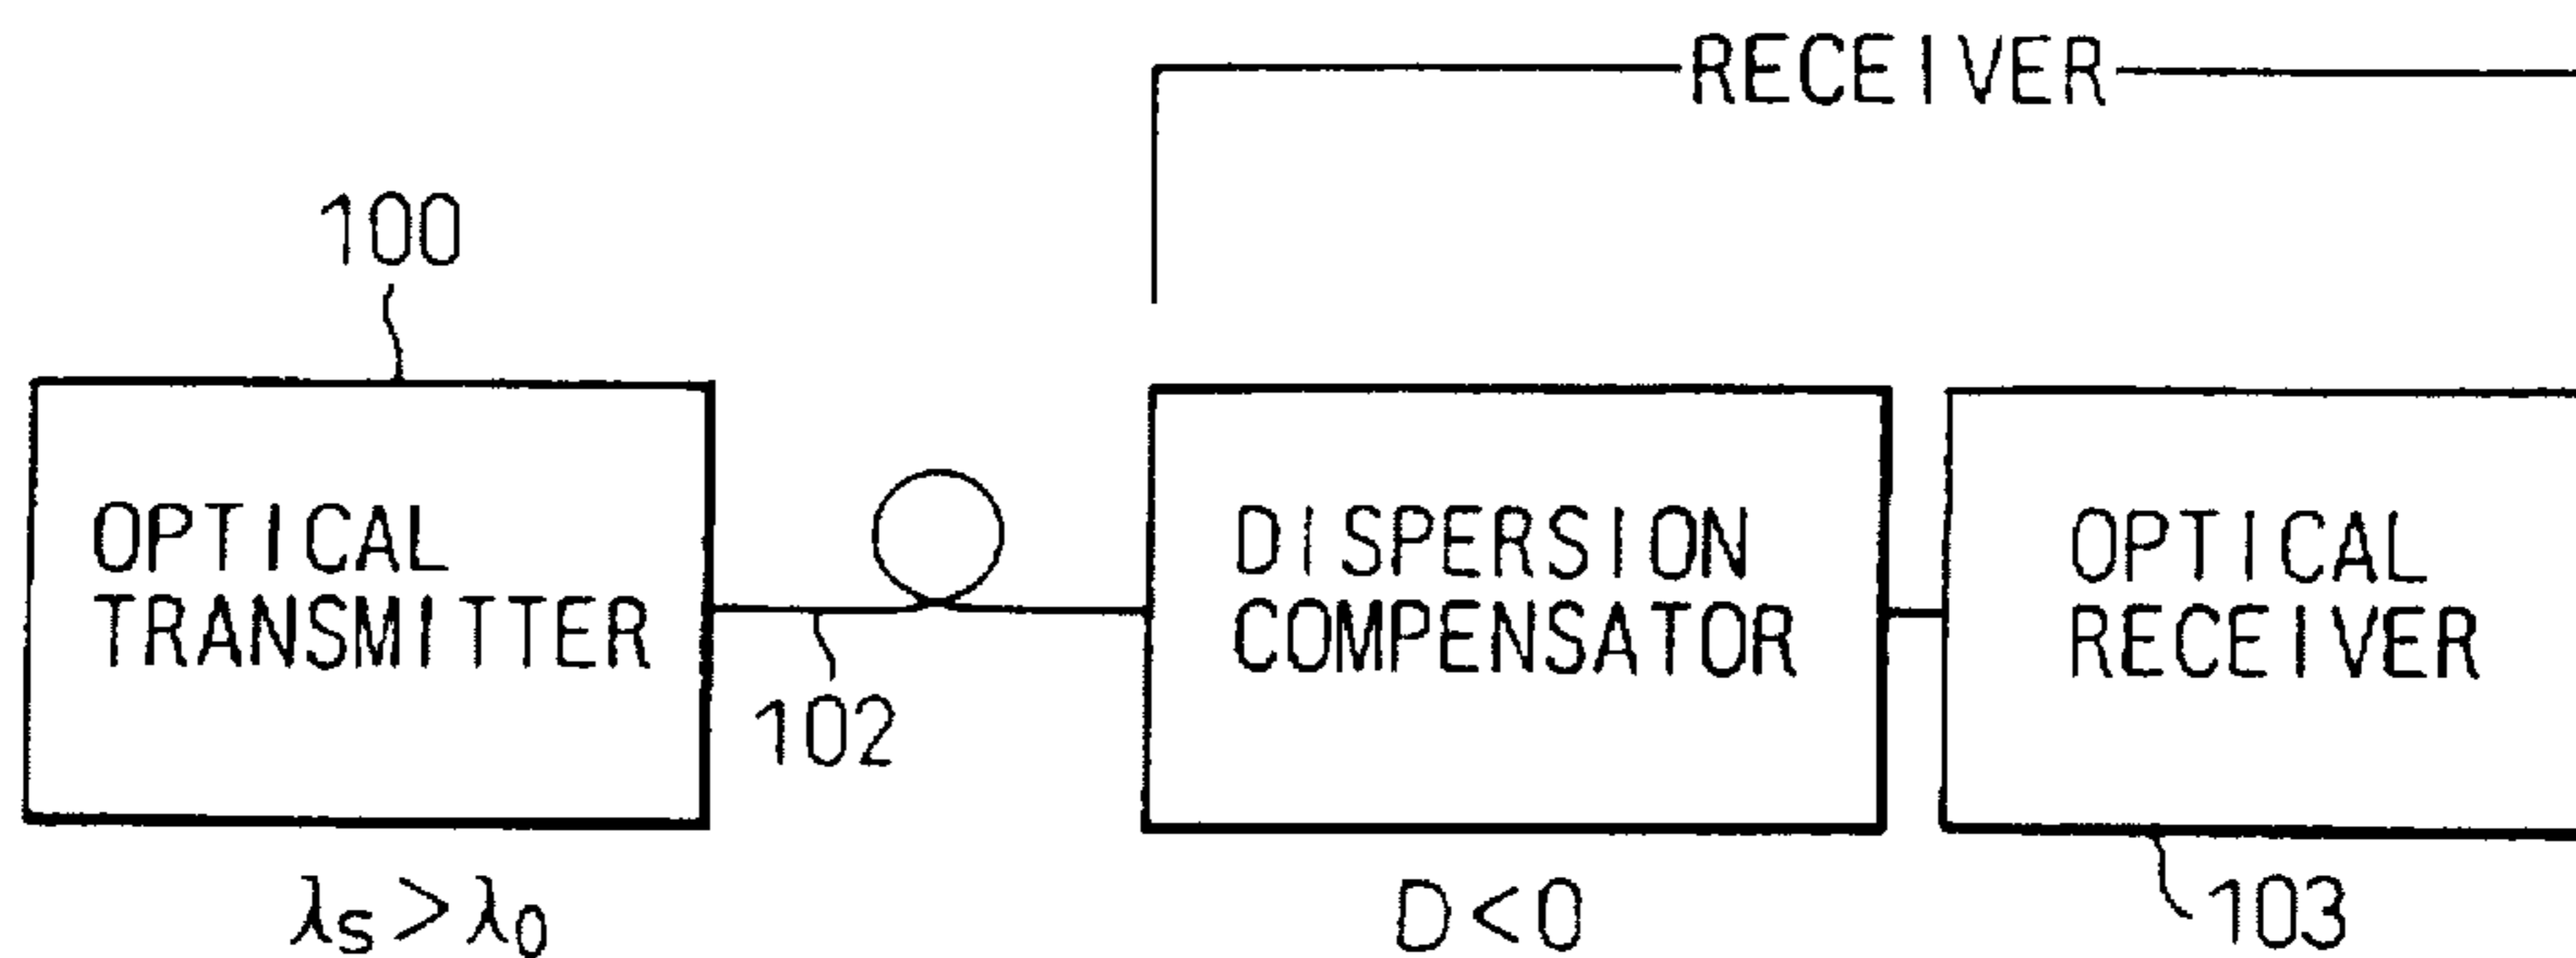 RECEIVER
100
OPTICAL
TRANSMITTER
102
DISPERSION
COMPENSATOR
OPTICAL
RECEIVER
λS>λ0
D<0
103